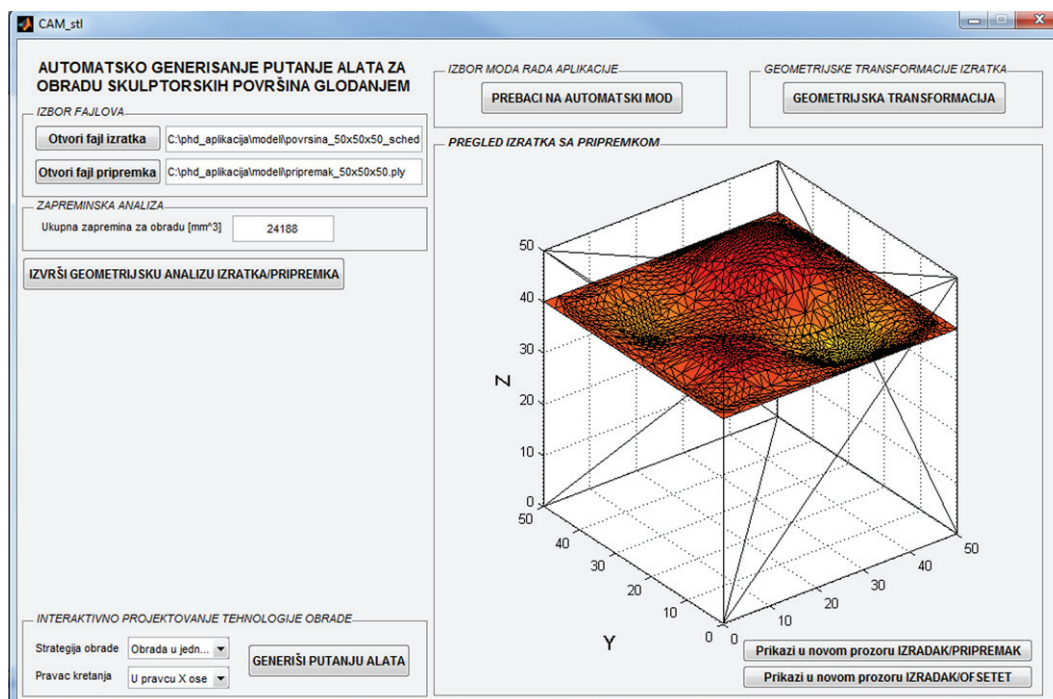 CAM_stl
AUTOMATSKO GENERISANJE PUTANJE ALATA ZA
OBRADU SKULPTORSKIH POVRŠINA GLODANJEM
IZBOR FAJLOVA
Otvori fajl izratka C:\phd_aplikacija\modeli\povrsina_50x50x50_sched
Otvori fajl pripremka C:\phd_aplikacija\modeli\pripremak_50x50x50.ply
ZAPREMINSKA ANALIZA
Ukupna zapremina za obradu [mm^3] 24188
IZVRŠI GEOMETRIJSKU ANALIZU IZRATKA/PRIPREMKA
INTERAKTIVNO PROJEKTOVANJE TEHNOLOGIJE OBRADE
Strategija obrade Obrada u jedn...
Pravac kretanja U pravcu X ose
GENERIŠI PUTANJU ALATA
IZBOR MODA RADA APLIKACIJE
PREBACI NA AUTOMATSKI MOD
GEOMETRIJSKE TRANSFORMACIJE IZRATKA
GEOMETRIJSKA TRANSFORMACIJA
PREGLED IZRATKA SA PRIPREMKOM
50
40
30
20
10
0
Z
50
40
30
20
10
0
Y
0
10
20
30
40
50
Prikazi u novom prozoru IZRADAK/PRIPREMAK
Prikazi u novom prozoru IZRADAK/OFSETET